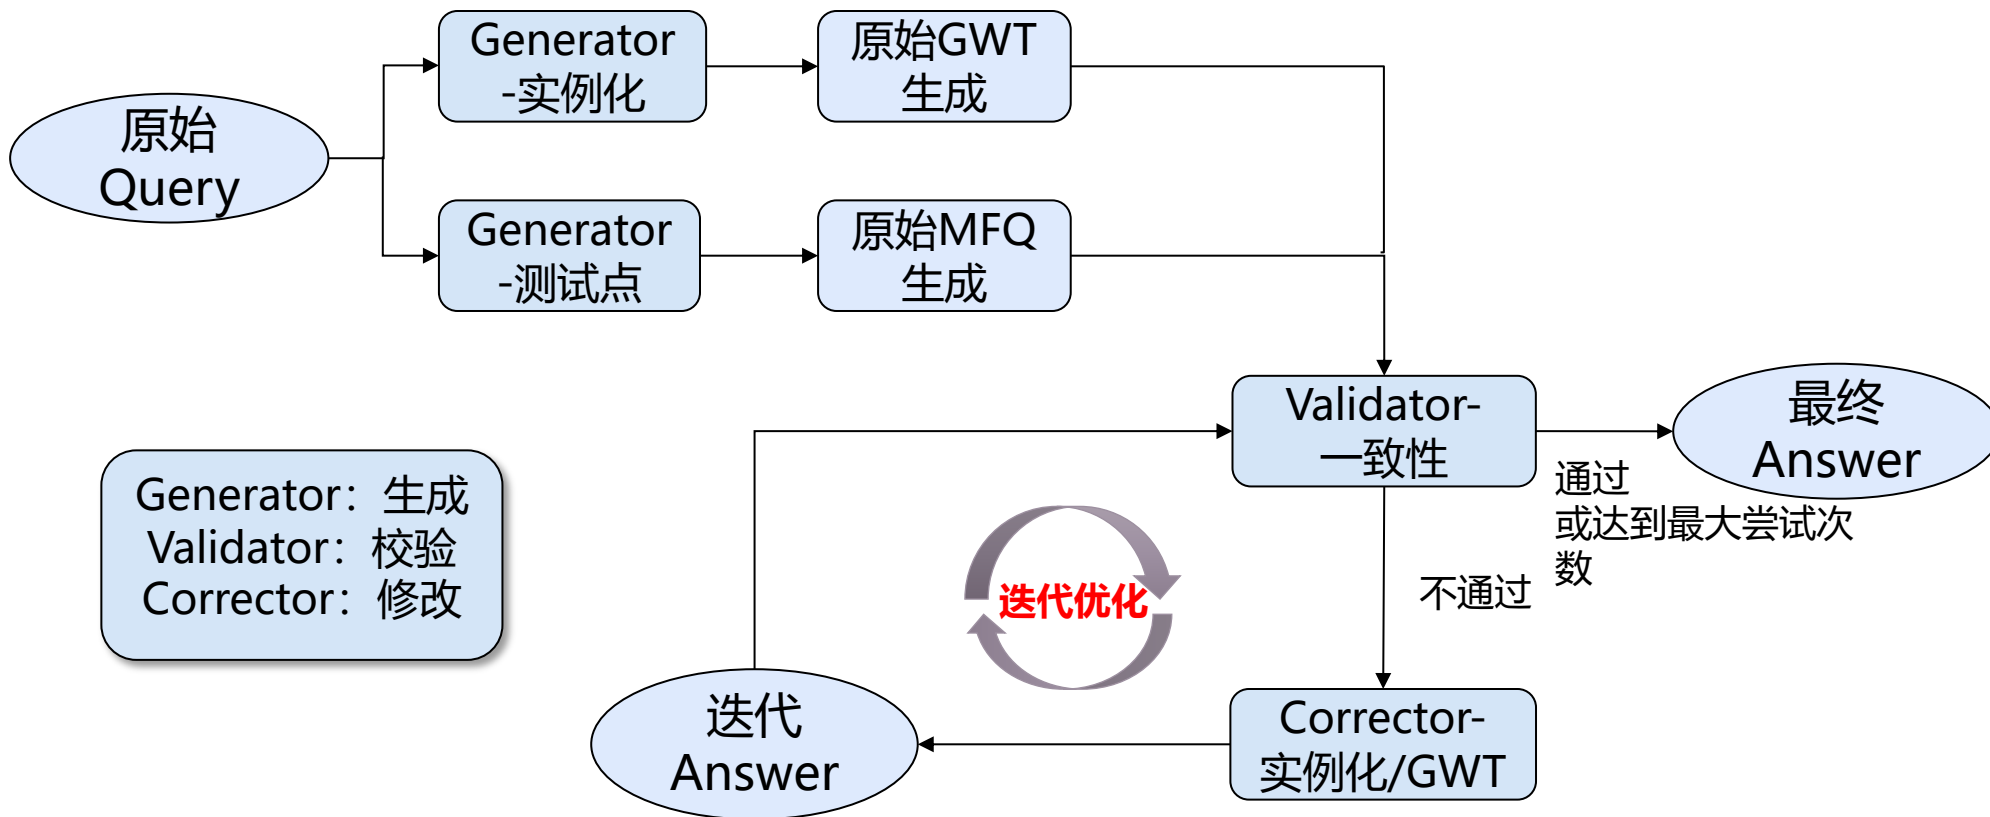 原始
Query
Generator
-实例化
原始GWT
生成
Generator
-测试点
原始MFQ
生成
Validator-
一致性
最终
Answer
通过
或达到最大尝试次
数
不通过
Generator：生成
Validator：校验
Corrector：修改
迭代优化
迭代
Answer
Corrector-
实例化/GWT